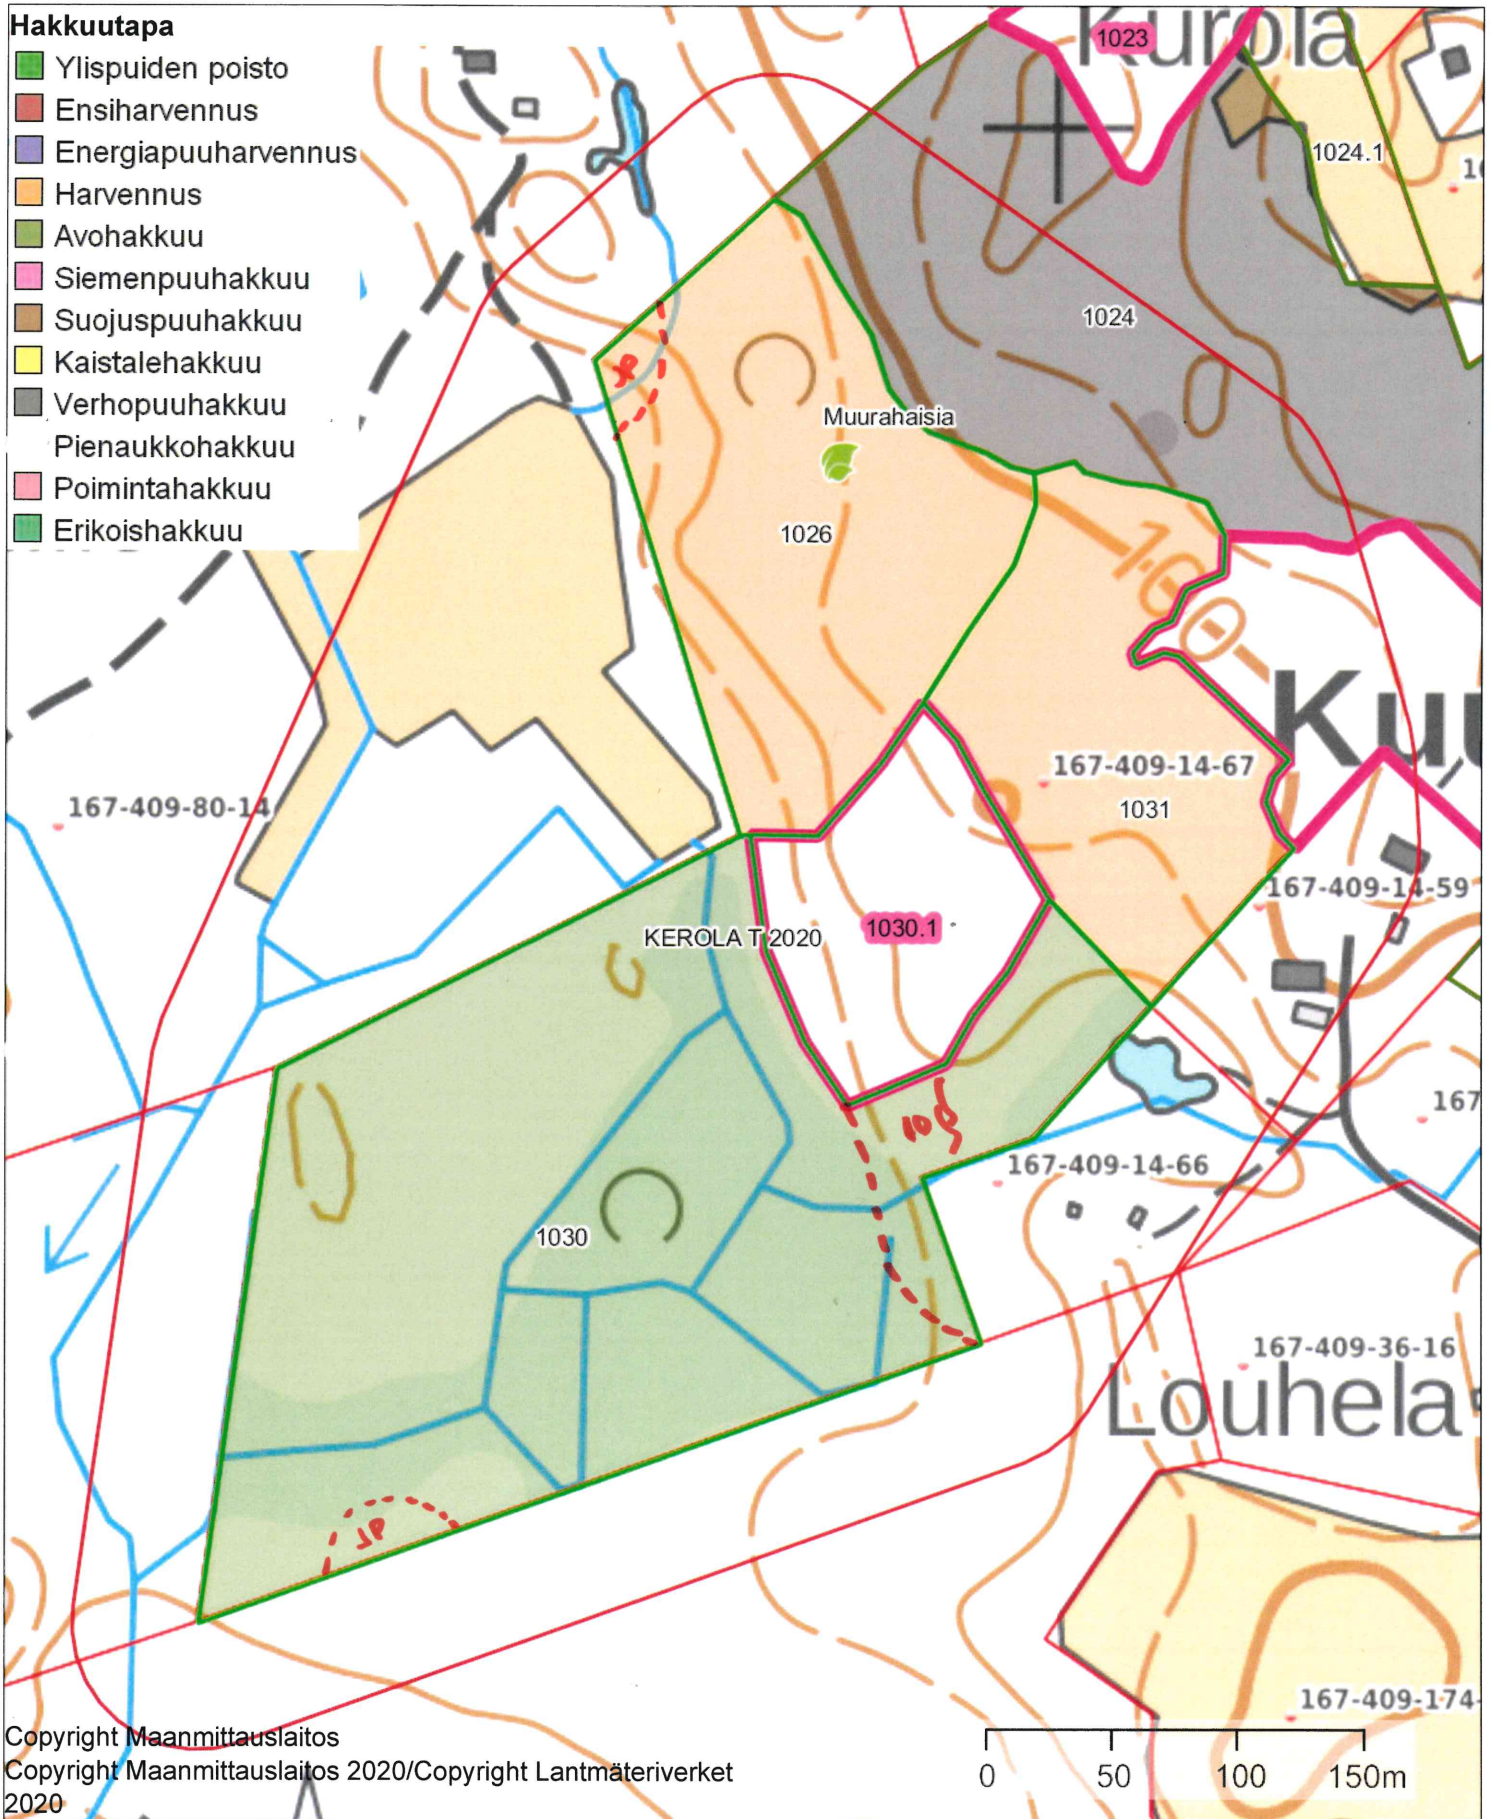 Hakkuutapa
Ylispuiden poisto
Ensiharvennus
Energiapuuharvennus
Harvennus
Avohakkuu
Siemenpuuhakkuu
Suojuspuuhakkuu
Kaistalehakkuu
Verhopuuhakkuu
Pienaukkohakkuu
Poimintahakkuu
Erikoishakkuu
Kurola
1023
1024.1
1024
Muurahaisia
1026
100
Kuu
167-409-14-67
1031
167-409-80-14
167-409-14-59
KEROLA T 2020
1030.1
167
167-409-14-66
1030
167-409-36-16
Louhela
JP
167-409-174-
Copyright Maanmittauslaitos
Copyright Maanmittauslaitos 2020/Copyright Lantmäteriverket
2020
0 50 100 150m